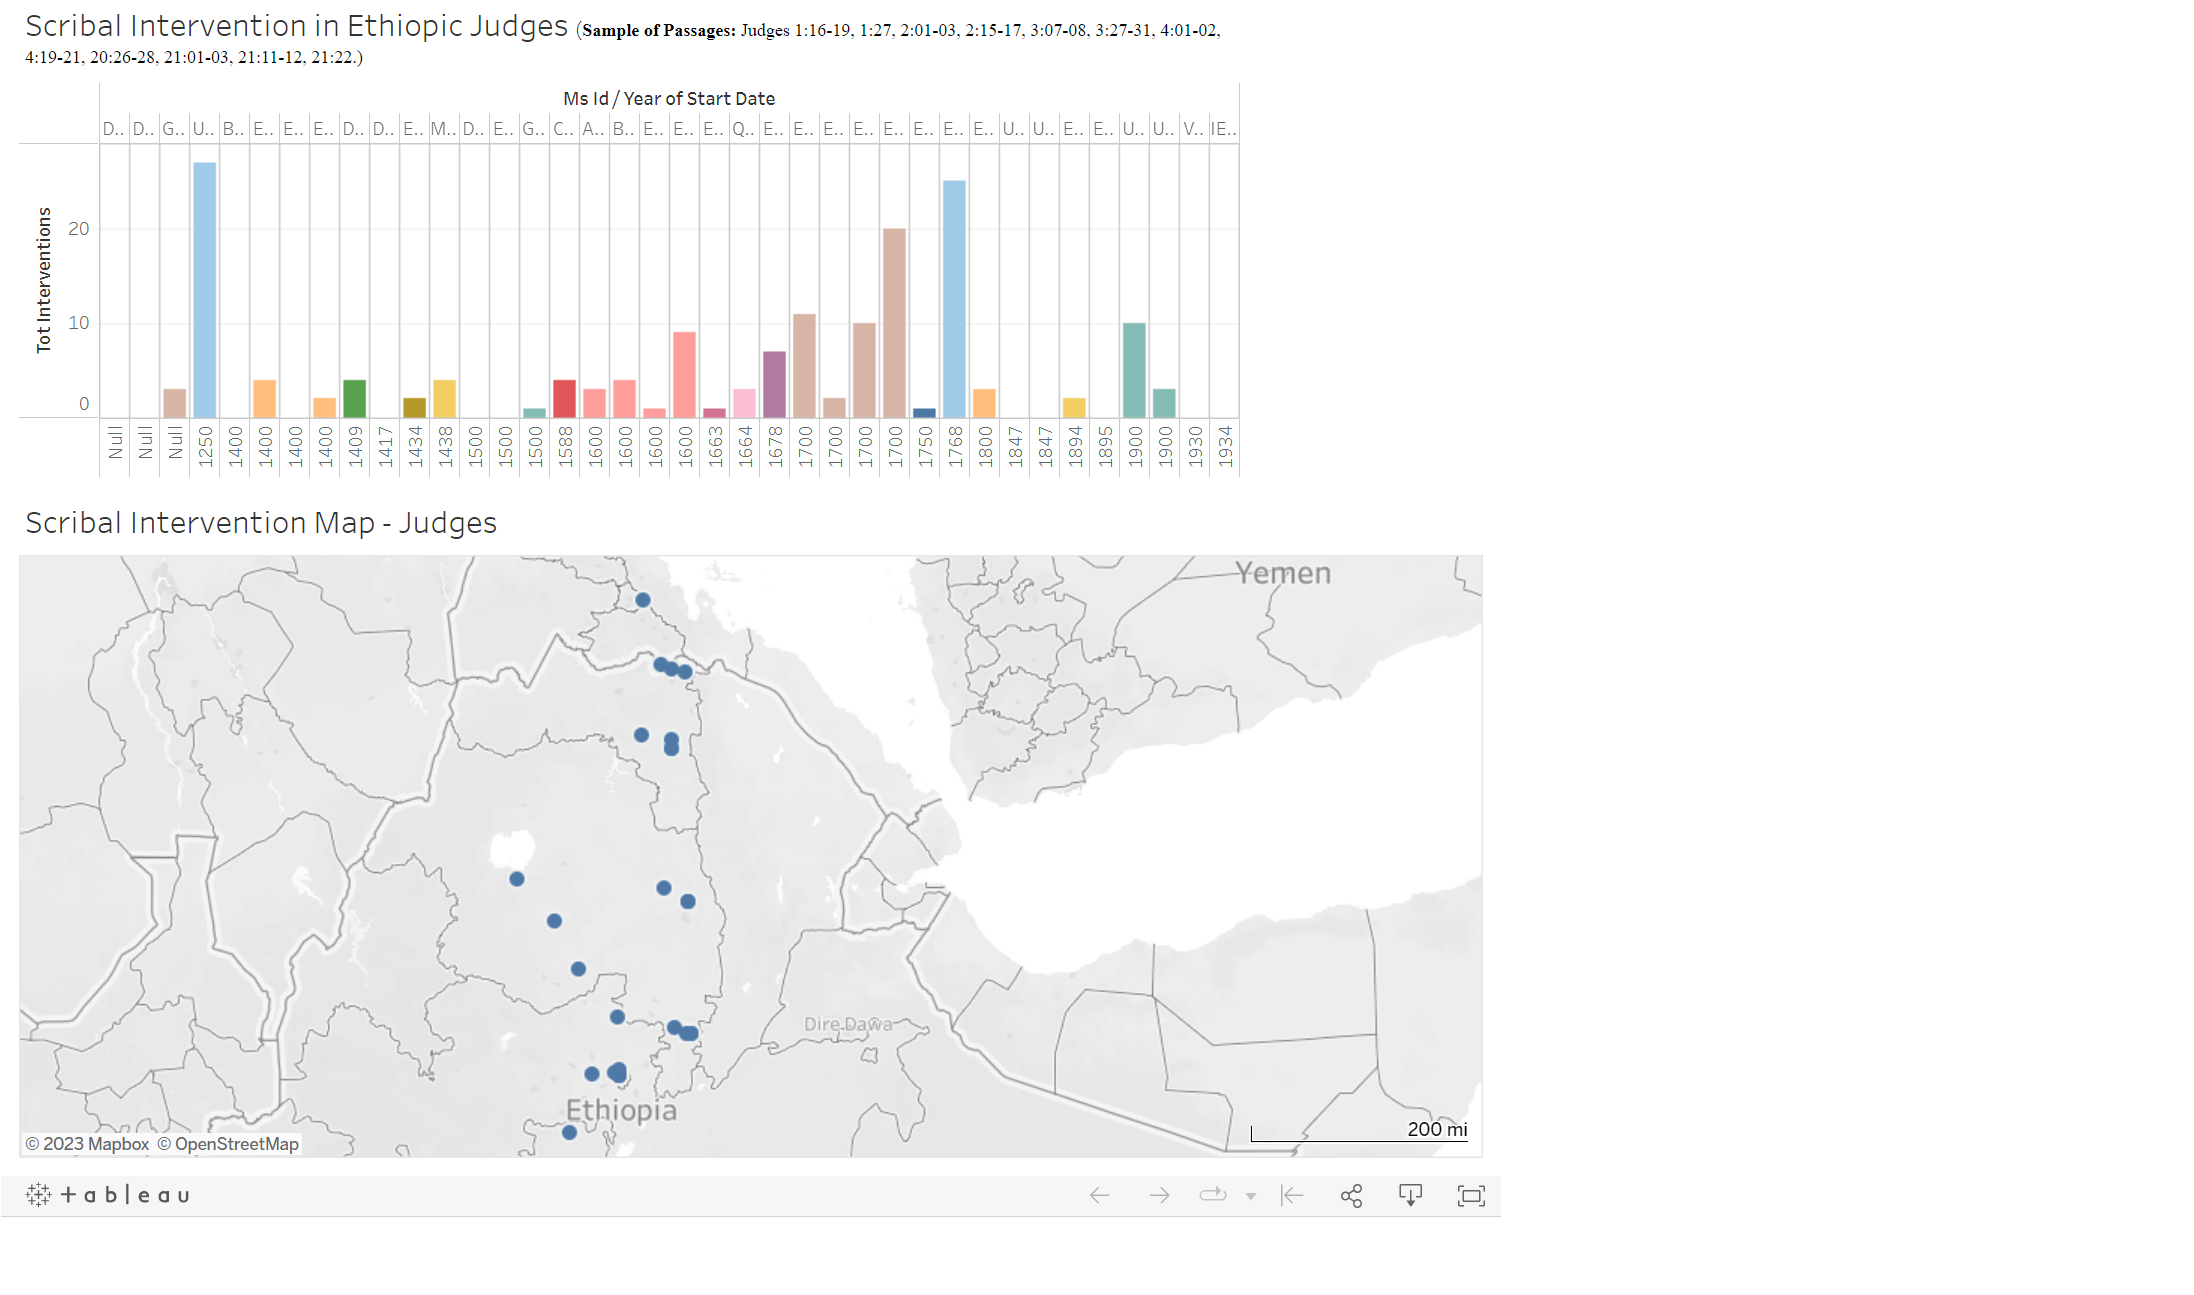 Scribal Intervention in Ethiopic Judges (Sample of Passages: Judges 1:16-19, 1:27, 2:01-03, 2:15-17, 3:07-08, 3:27-31, 4:01-02,
4:19-21, 20:26-28, 21:01-03, 21:11-12, 21:22.)
Ms Id / Year of Start Date
D.. D.. G.. U.. B.. E.. E.. E.. D.. D.. E.. M.. D.. E.. G.. C.. A.. B.. E.. E.. E.. Q.. E.. E.. E.. E.. E.. E.. E.. E.. U.. U.. E.. E.. U.. U.. V.. IE..
Tot Interventions
20
10
0
Null Null Null 1250 1400 1400 1400 1400 1409 1417 1434 1438 1500 1500 1500 1588 1600 1600 1600 1600 1663 1664 1678 1700 1700 1700 1700 1750 1768 1800 1847 1847 1894 1895 1900 1900 1930 1934
Scribal Intervention Map - Judges
Yemen
Dire Dawa
Ethiopia
200 mi
© 2023 Mapbox © OpenStreetMap
+ableau